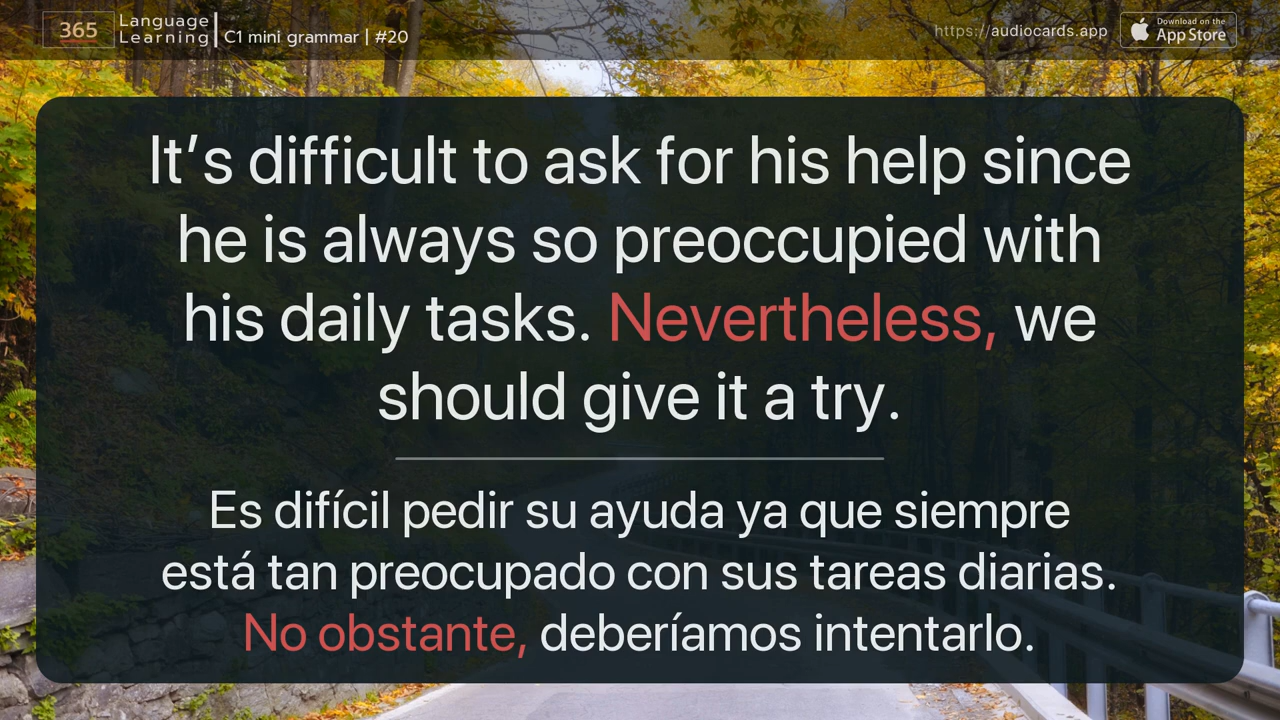 365
Language
Learning
C1 mini grammar | #20
https://audiocards.app
Download on the
App Store
It’s difficult to ask for his help since
he is always so preoccupied with
his daily tasks. Nevertheless, we
should give it a try.
Es difícil pedir su ayuda ya que siempre
está tan preocupado con sus tareas diarias.
No obstante, deberíamos intentarlo.